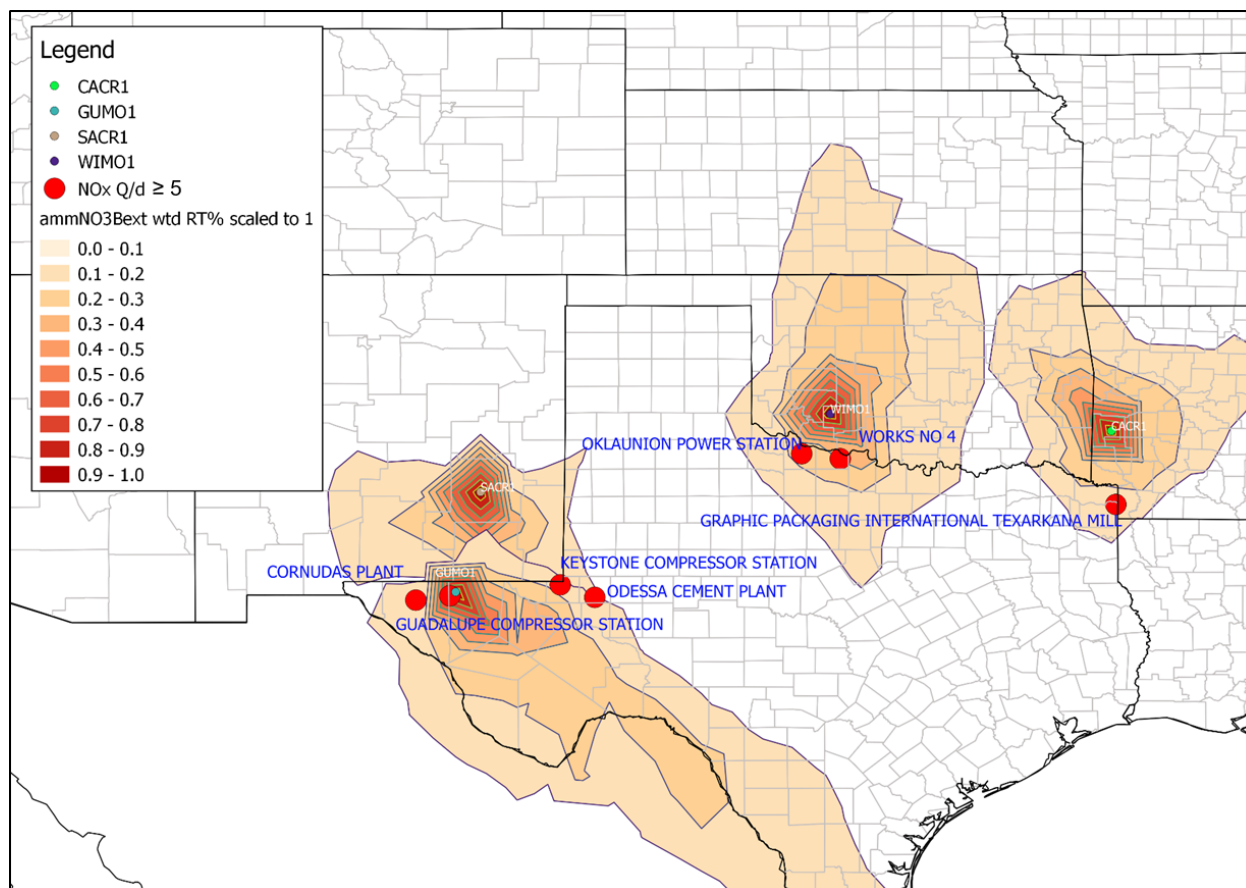 Legend
CACR1
GUMO1
SACR1
WIMO1
NOx Q/d ≥ 5
ammNO3Bext wtd RT% scaled to 1
0.0 - 0.1
0.1 - 0.2
0.2 - 0.3
0.3 - 0.4
0.4 - 0.5
0.5 - 0.6
0.6 - 0.7
0.7 - 0.8
0.8 - 0.9
0.9 - 1.0
WIMO1
CACR1
OKLAUNION POWER STATION
WORKS NO 4
SACR1
GRAPHIC PACKAGING INTERNATIONAL TEXARKANA MILL
KEYSTONE COMPRESSOR STATION
CORNUDAS PLANT
GUMO1
ODESSA CEMENT PLANT
GUADALUPE COMPRESSOR STATION